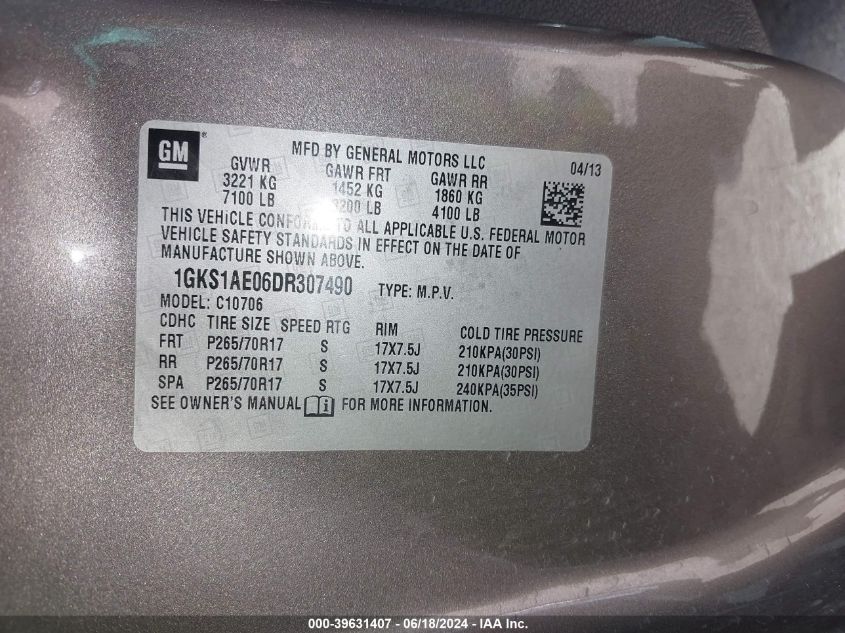 GM ®
MFD BY GENERAL MOTORS LLC
04/13
GVWR GAWR FRT GAWR RR
3221 KG 1452 KG 1860 KG
7100 LB 3200 LB 4100 LB
THIS VEHICLE CONFORMS TO ALL APPLICABLE U.S. FEDERAL MOTOR
VEHICLE SAFETY STANDARDS IN EFFECT ON THE DATE OF
MANUFACTURE SHOWN ABOVE.
1GKS1AE06DR307490 TYPE: M.P.V.
MODEL: C10706
CDHC TIRE SIZE SPEED RTG RIM COLD TIRE PRESSURE
FRT P265/70R17 S 17X7.5J 210KPA(30PSI)
RR P265/70R17 S 17X7.5J 210KPA(30PSI)
SPA P265/70R17 S 17X7.5J 240KPA(35PSI)
SEE OWNER'S MANUAL i FOR MORE INFORMATION.
000-39631407 - 06/18/2024 - IAA Inc.